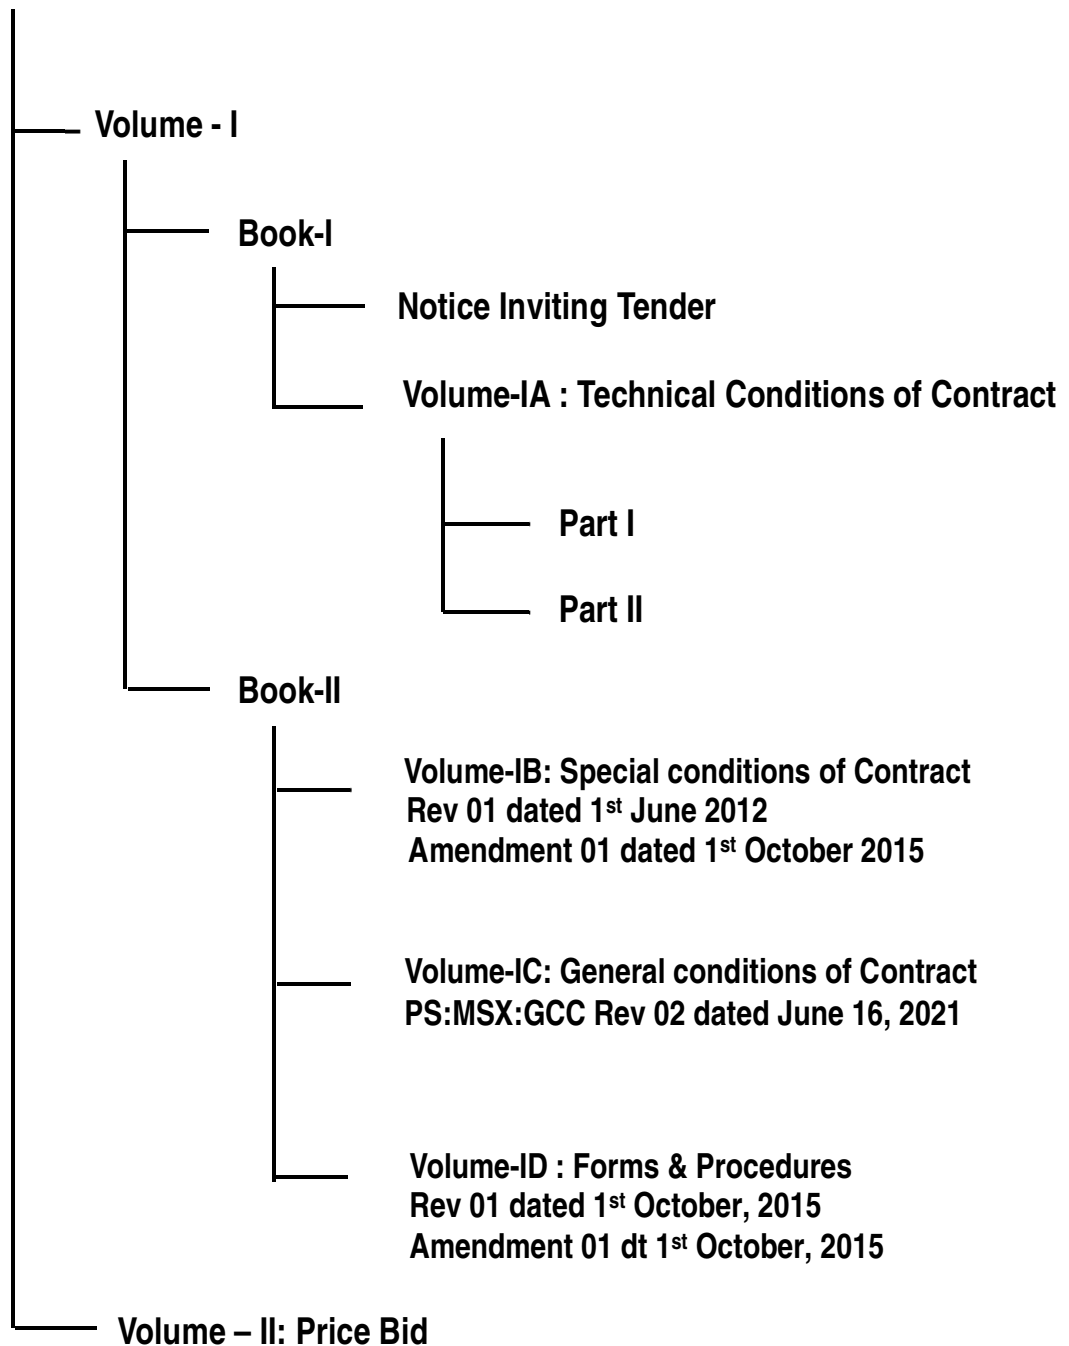 Volume - I
Book-I
Notice Inviting Tender
Volume-IA : Technical Conditions of Contract
Part I
Part II
Book-II
Volume-IB: Special conditions of Contract
Rev 01 dated 1st June 2012
Amendment 01 dated 1st October 2015
Volume-IC: General conditions of Contract
PS:MSX:GCC Rev 02 dated June 16, 2021
Volume-ID : Forms & Procedures
Rev 01 dated 1st October, 2015
Amendment 01 dt 1st October, 2015
Volume – II: Price Bid